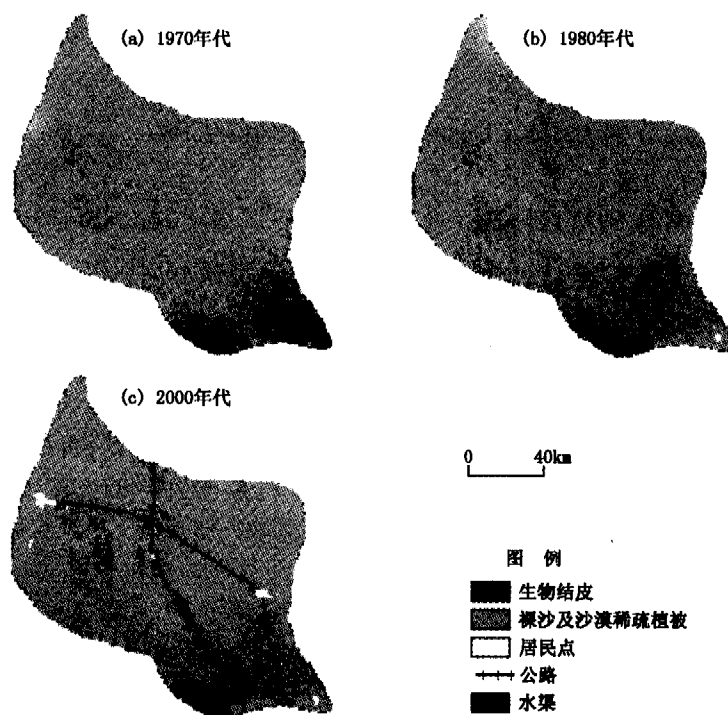 (a) 1970年代
(b) 1980年代
(c) 2000年代
0 40km
图 例
生物结皮
裸沙及沙漠稀疏植被
居民点
公路
水渠